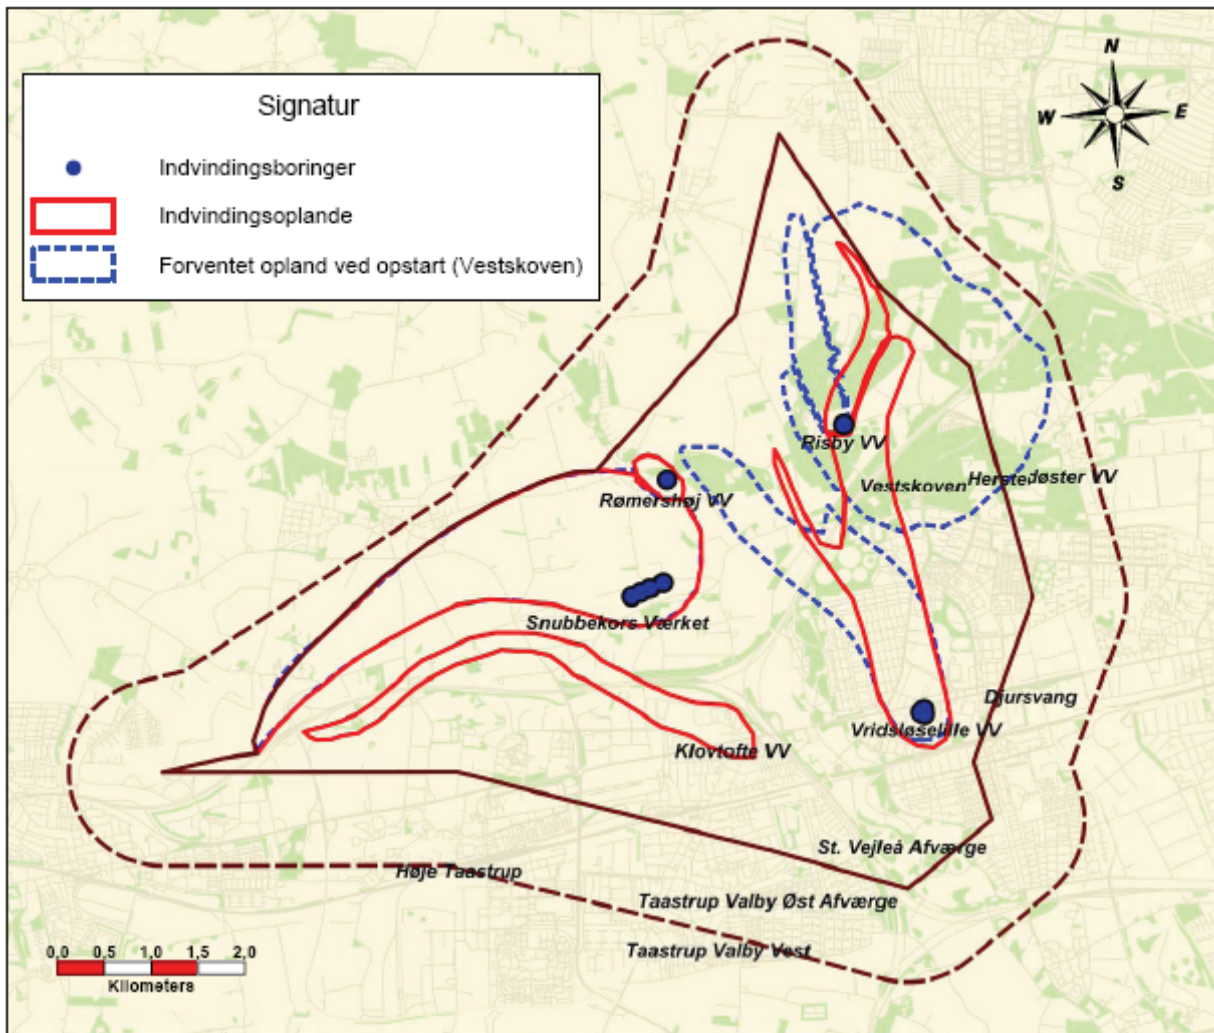 Signatur
Indvindingsboringer
Indvindingsoplande
Forventet opland ved opstart (Vestskoven)
N
W E
S
Risby VV
Vestskoven Herstedøster VV
Rømershøj VV
Snubbekors Værket
Djursvang
Vridsløselille VV
Klovtofte VV
St. Vejleå Afværge
Høje Taastrup
Taastrup Valby Øst Afværge
Taastrup Valby Vest
0,0 0,5 1,0 1,5 2,0
Kilometers